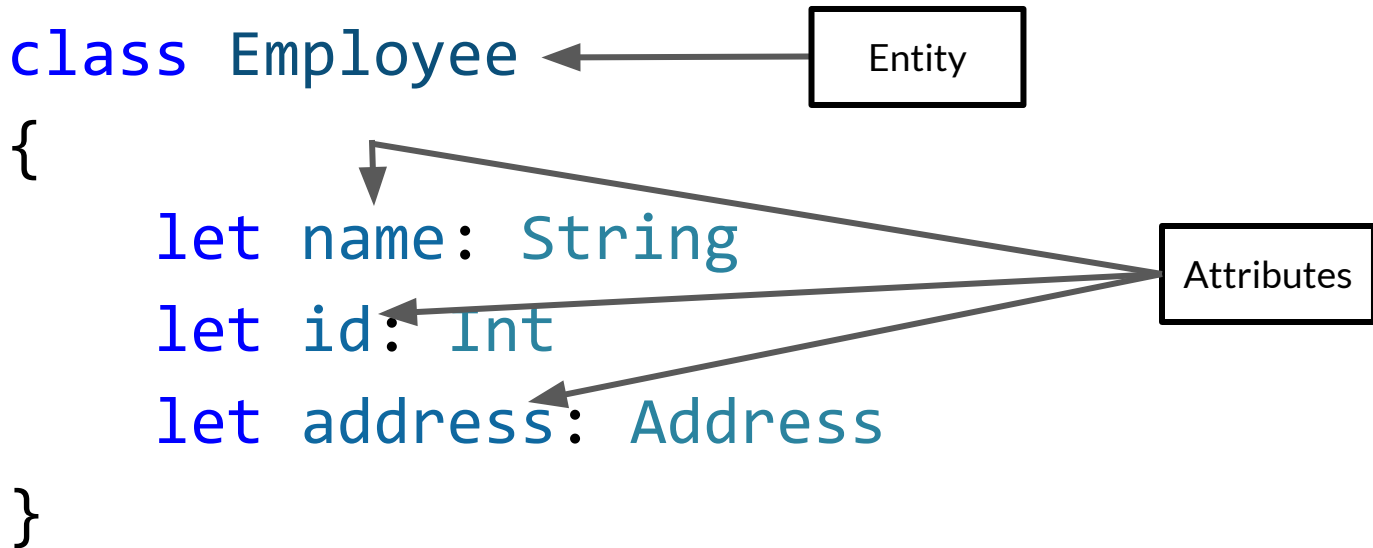 class Employee
Entity
{
let name: String
Attributes
let id: Int
let address: Address
}